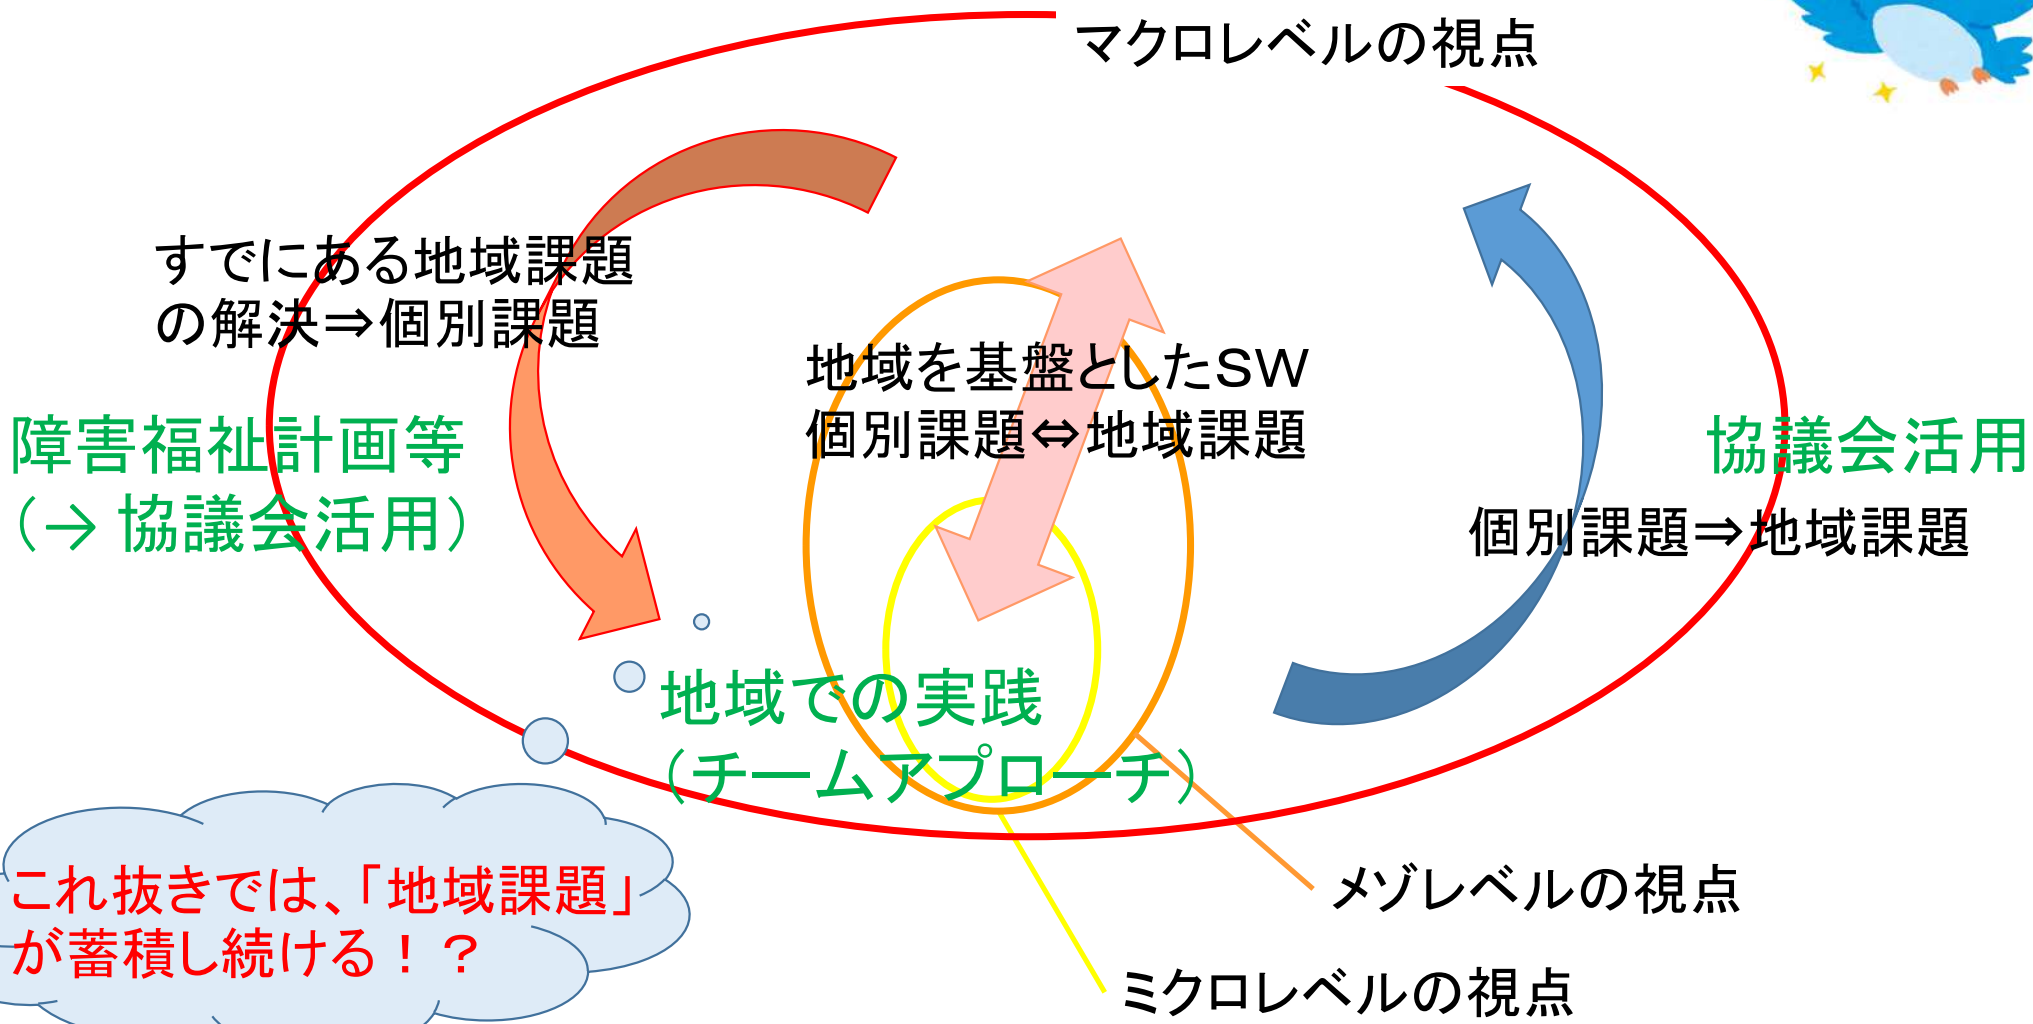 マクロレベルの視点
すでにある地域課題
の解決⇒個別課題
地域を基盤としたSW
個別課題⇔地域課題
障害福祉計画等
(→ 協議会活用)
協議会活用
個別課題⇒地域課題
地域での実践
(チームアプローチ)
メゾレベルの視点
これ抜きでは、「地域課題」
が蓄積し続ける！？
ミクロレベルの視点